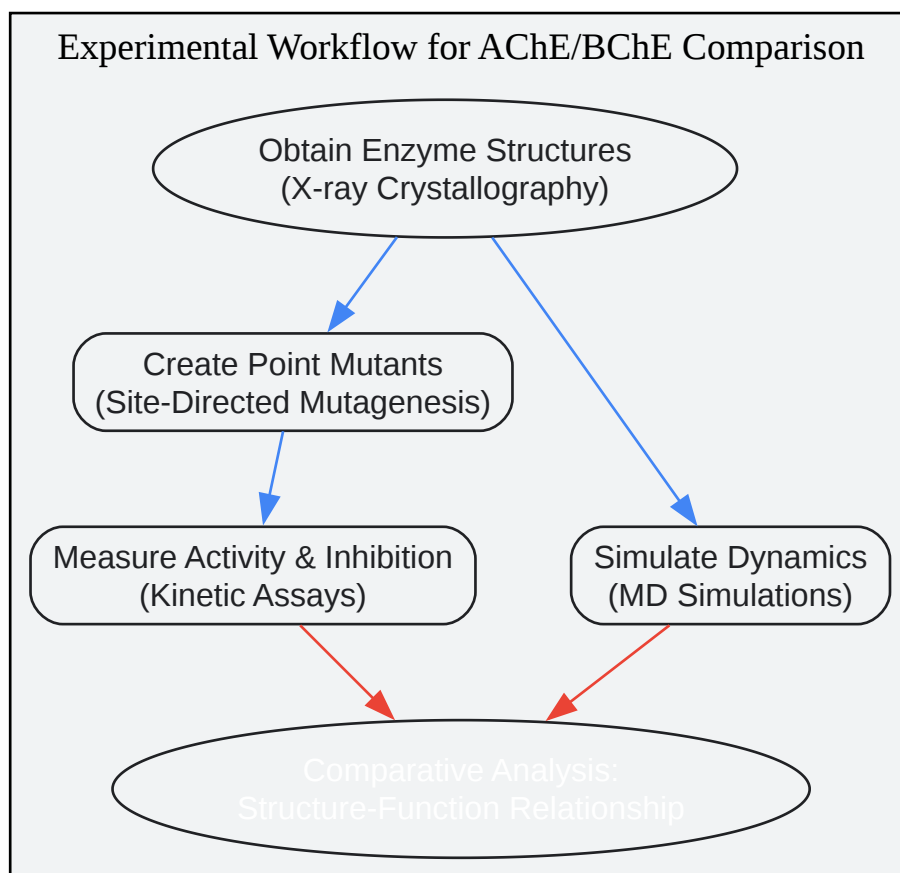 Experimental Workflow for AChE/BChE Comparison
Obtain Enzyme Structures
(X-ray Crystallography)
Create Point Mutants
(Site-Directed Mutagenesis)
Measure Activity & Inhibition
(Kinetic Assays)
Simulate Dynamics
(MD Simulations)
Comparative Analysis:
Structure-Function Relationship